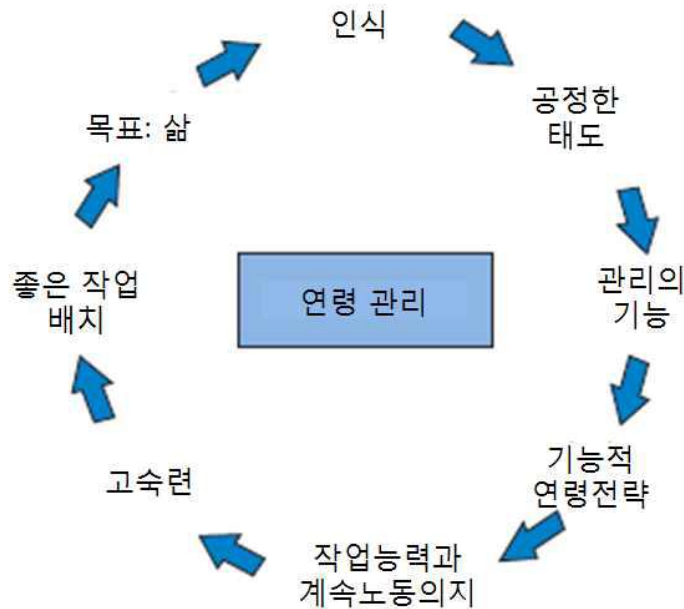 인식
공정한
태도
관리의
기능
기능적
연령전략
작업능력과
계속노동의지
고숙련
좋은 작업
배치
목표: 삶
연령 관리